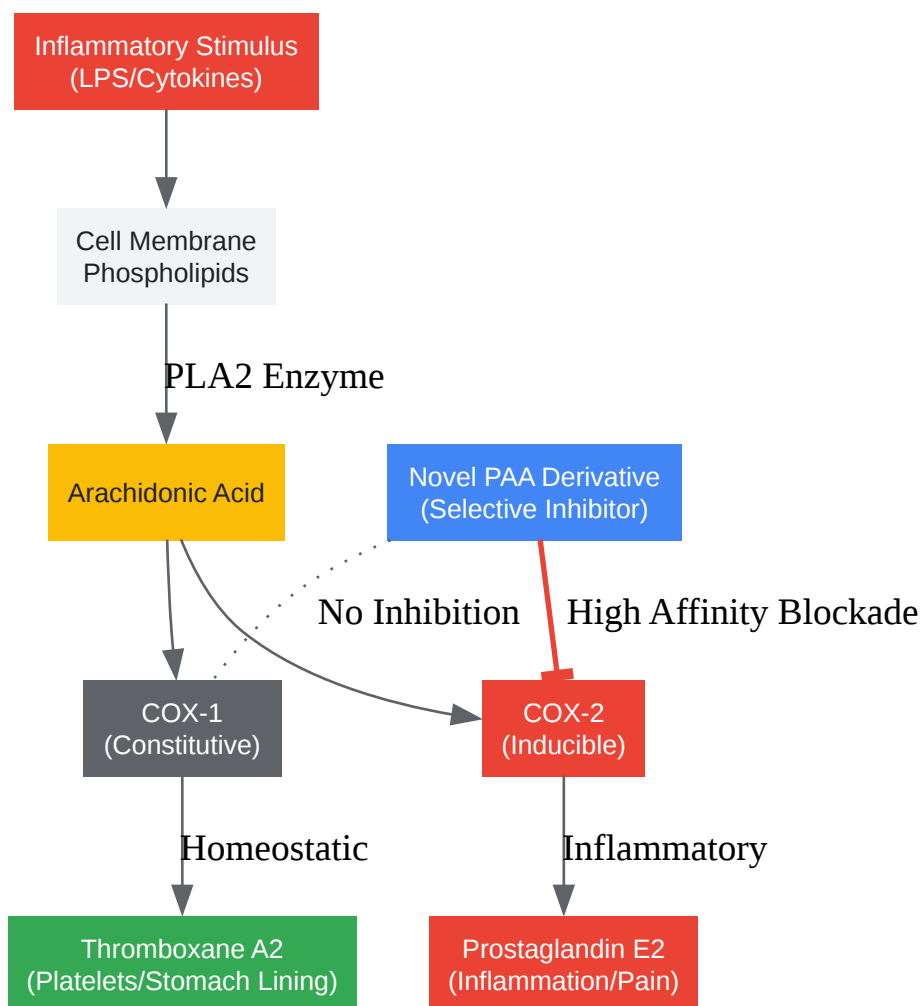 Inflammatory Stimulus
(LPS/Cytokines)
Cell Membrane
Phospholipids
PLA2 Enzyme
Arachidonic Acid
Novel PAA Derivative
(Selective Inhibitor)
No Inhibition
High Affinity Blockade
COX-1
(Constitutive)
COX-2
(Inducible)
Homeostatic
Inflammatory
Thromboxane A2
(Platelets/Stomach Lining)
Prostaglandin E2
(Inflammation/Pain)